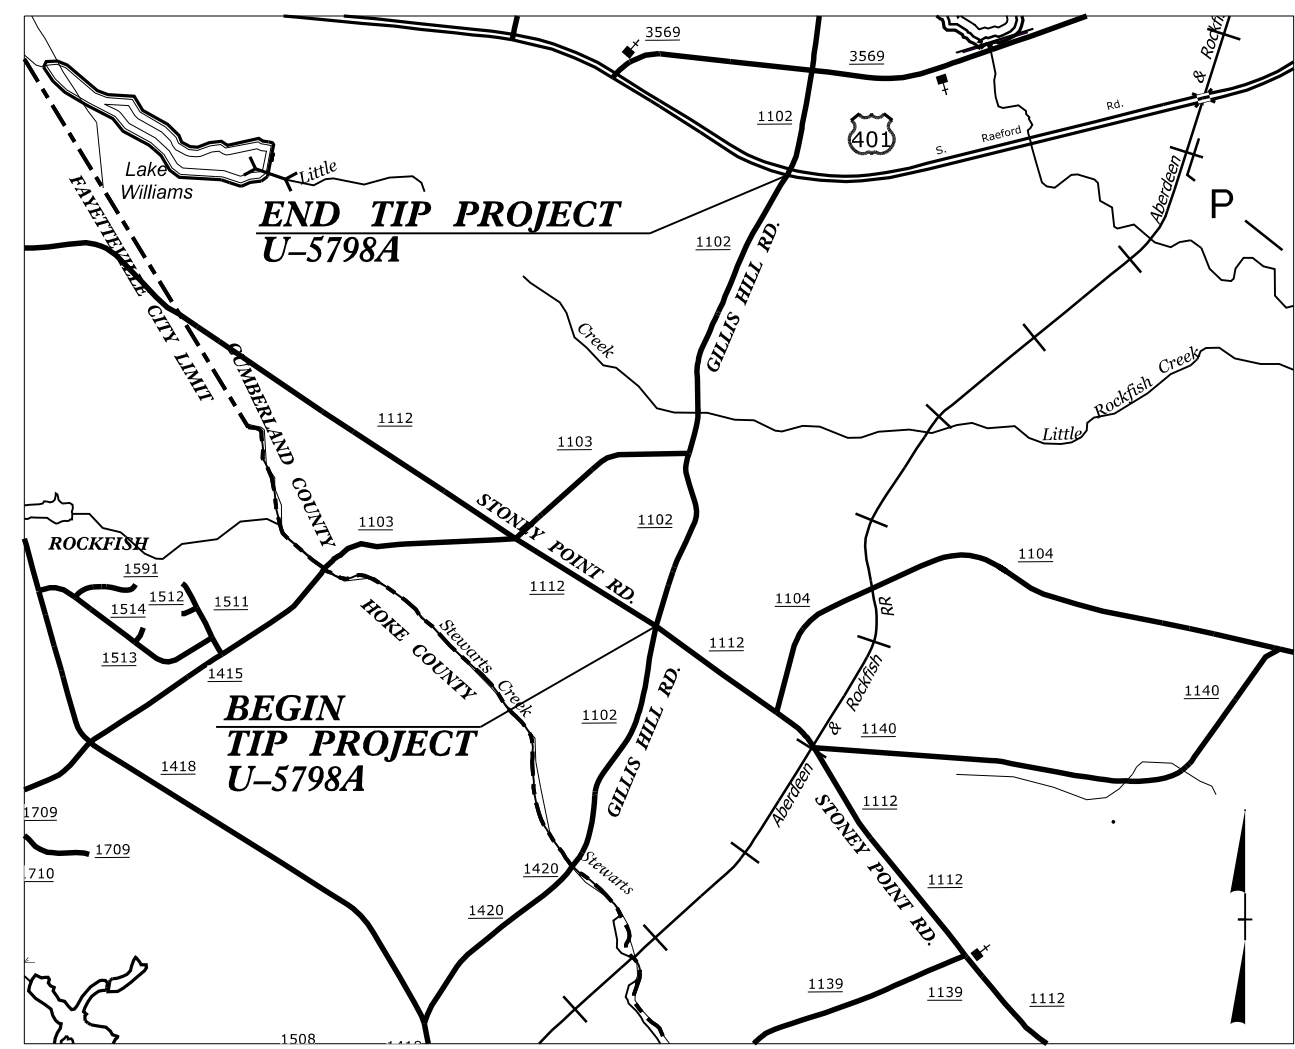 3569
3569
& Rockfi
1102
401
Rd.
Raeford
S.
Lake
Williams
Little
Aberdeen
P
END TIP PROJECT
U–5798A
1102
GILLIS HILL RD.
FAYETTEVILLE CITY LIMIT
CUMBERLAND COUNTY
Creek
Little Rockfish Creek
1112
1103
STONEY POINT RD.
1102
1103
ROCKFISH
1591
1512
1511
1514
1513
1415
1112
1104
1104
RR
HOKE COUNTY
Stewarts Creek
1112
1140
BEGIN
TIP PROJECT
U–5798A
1102
GILLIS HILL RD.
Aberdeen & Rockfish
1140
1418
1112
STONEY POINT RD.
1709
1709
1710
1420
Stewarts
1112
1420
1139
1139
1112
1508